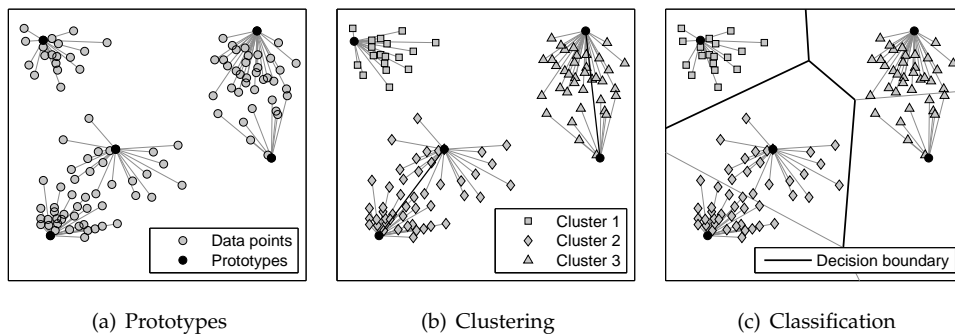 Data points
Prototypes
Cluster 1
Cluster 2
Cluster 3
Decision boundary
(a) Prototypes
(b) Clustering
(c) Classification